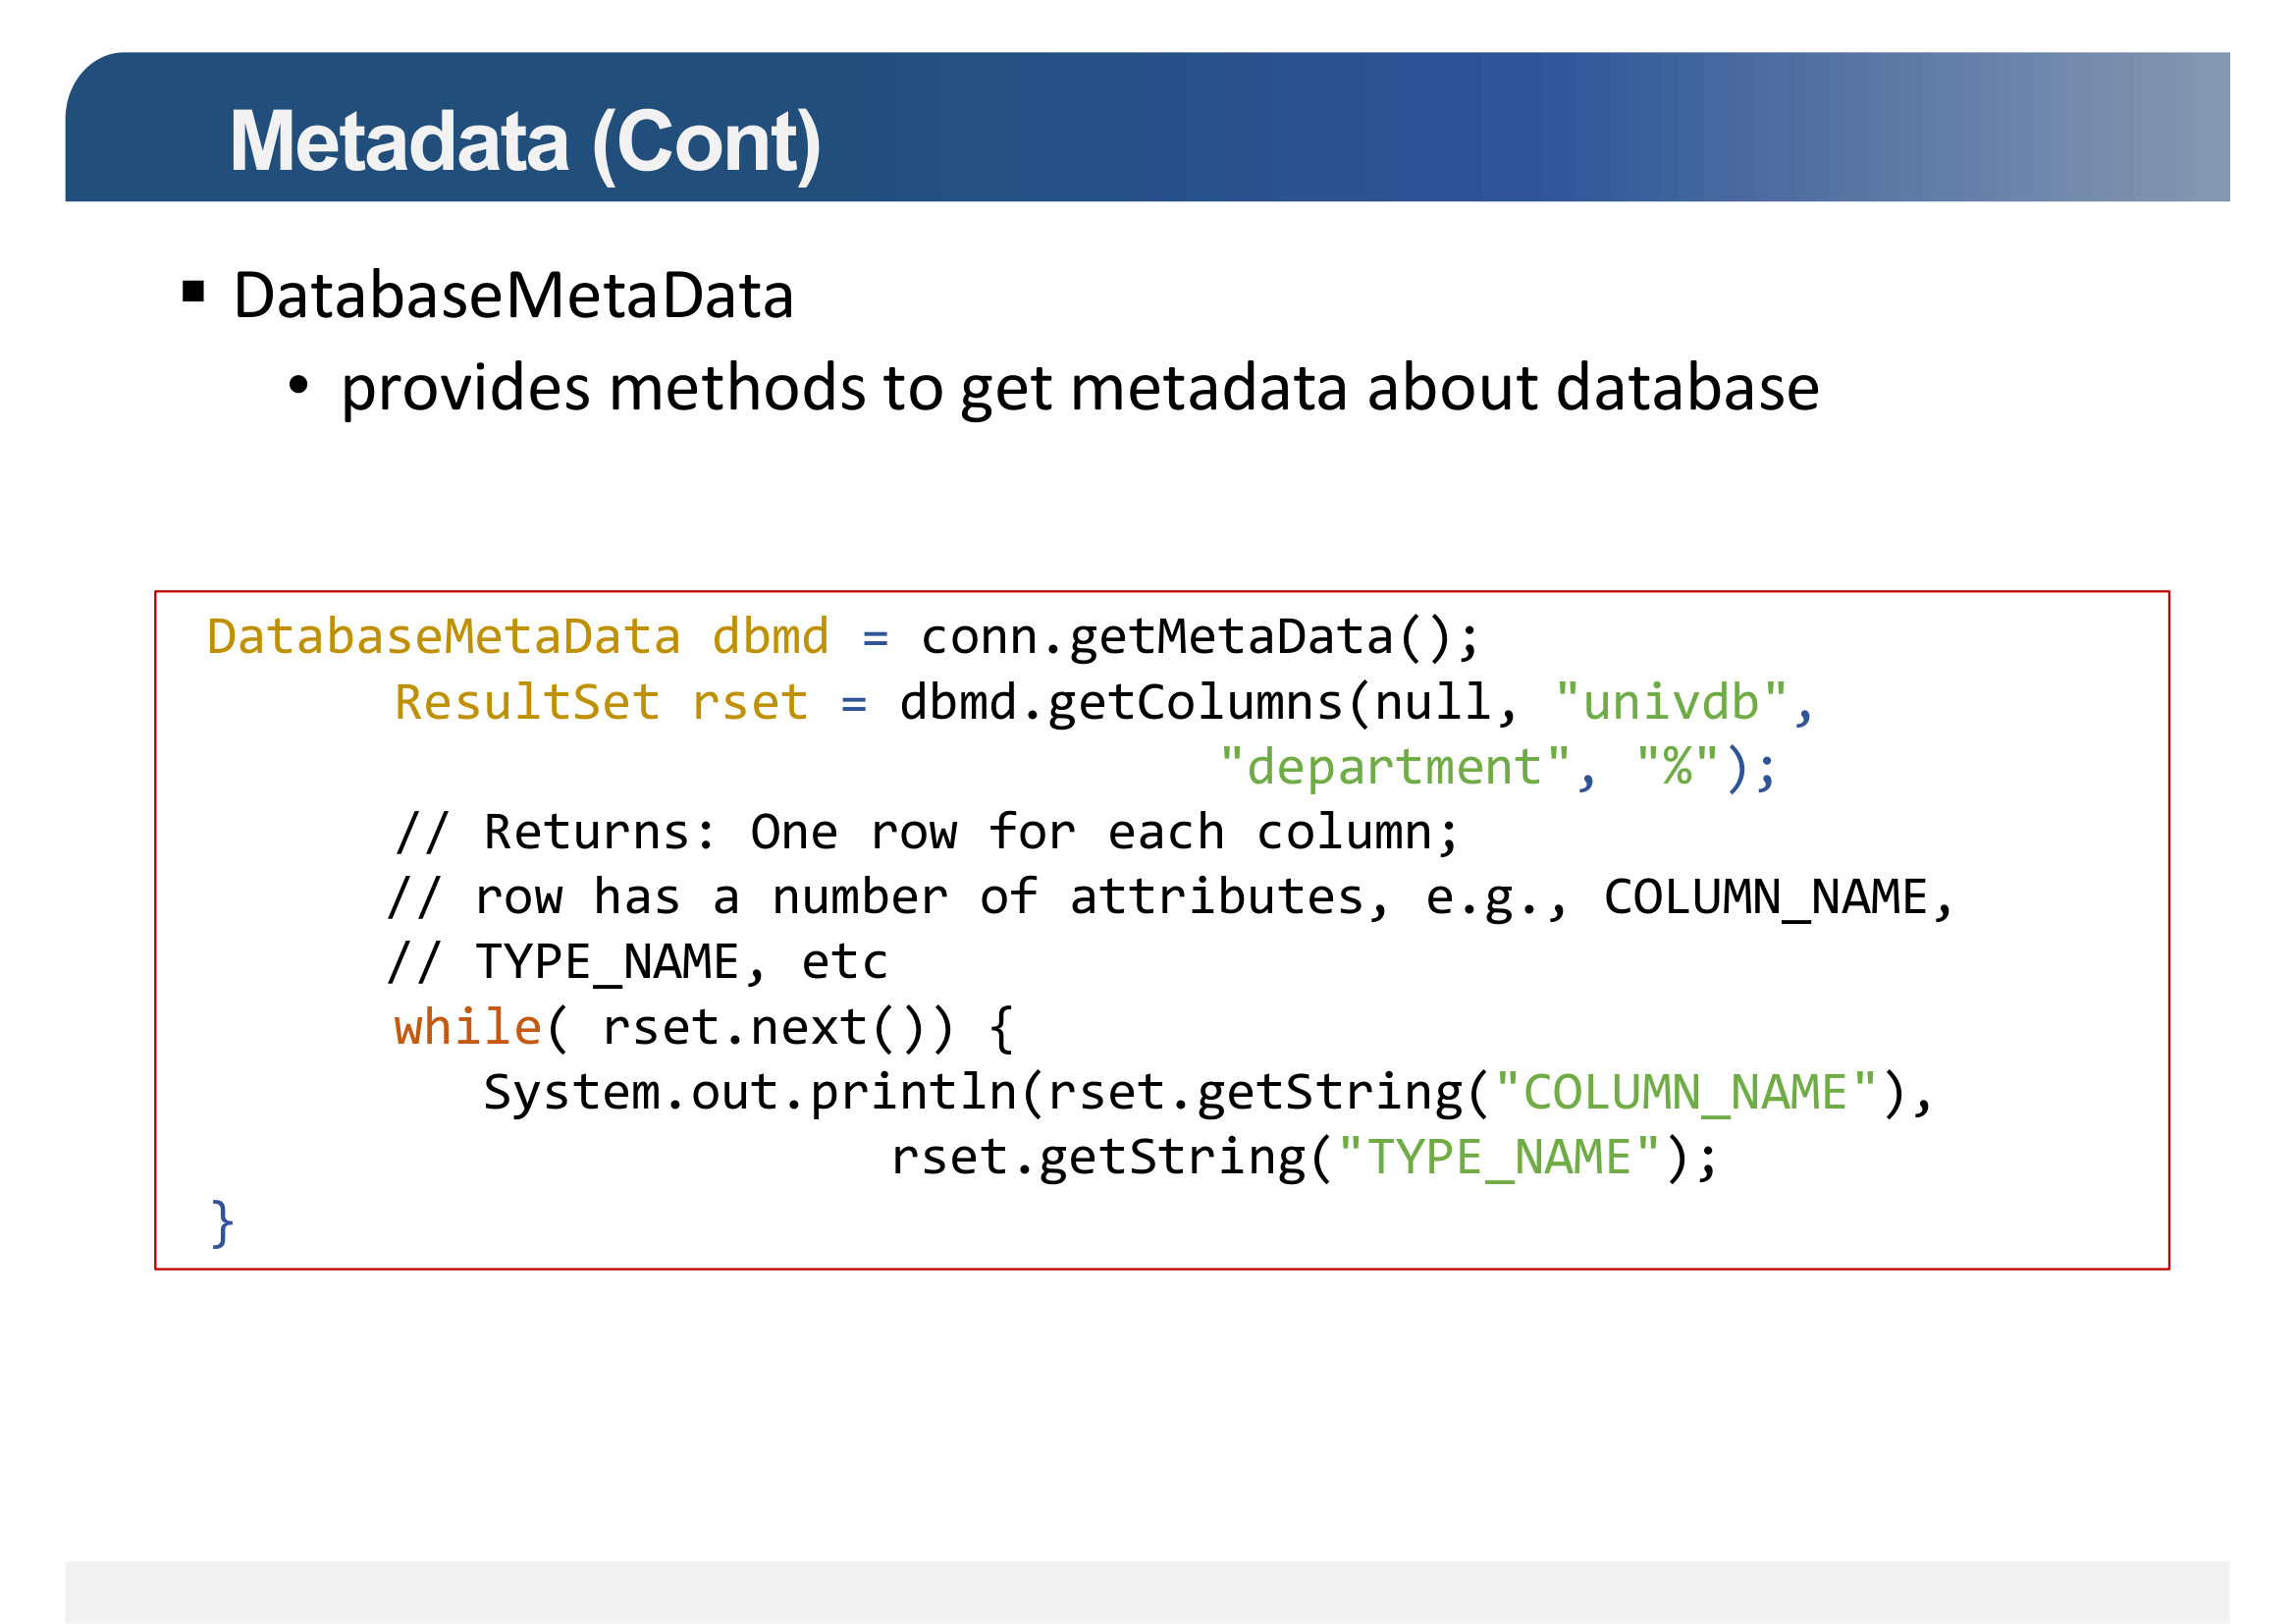 Metadata (Cont)
▪ DatabaseMetaData
• provides methods to get metadata about database
DatabaseMetaData dbmd = conn.getMetaData();
ResultSet rset = dbmd.getColumns(null, "univdb",
"department", "%");
// Returns: One row for each column;
// row has a number of attributes, e.g., COLUMN_NAME,
// TYPE_NAME, etc
while( rset.next()) {
System.out.println(rset.getString("COLUMN_NAME"),
rset.getString("TYPE_NAME");
}